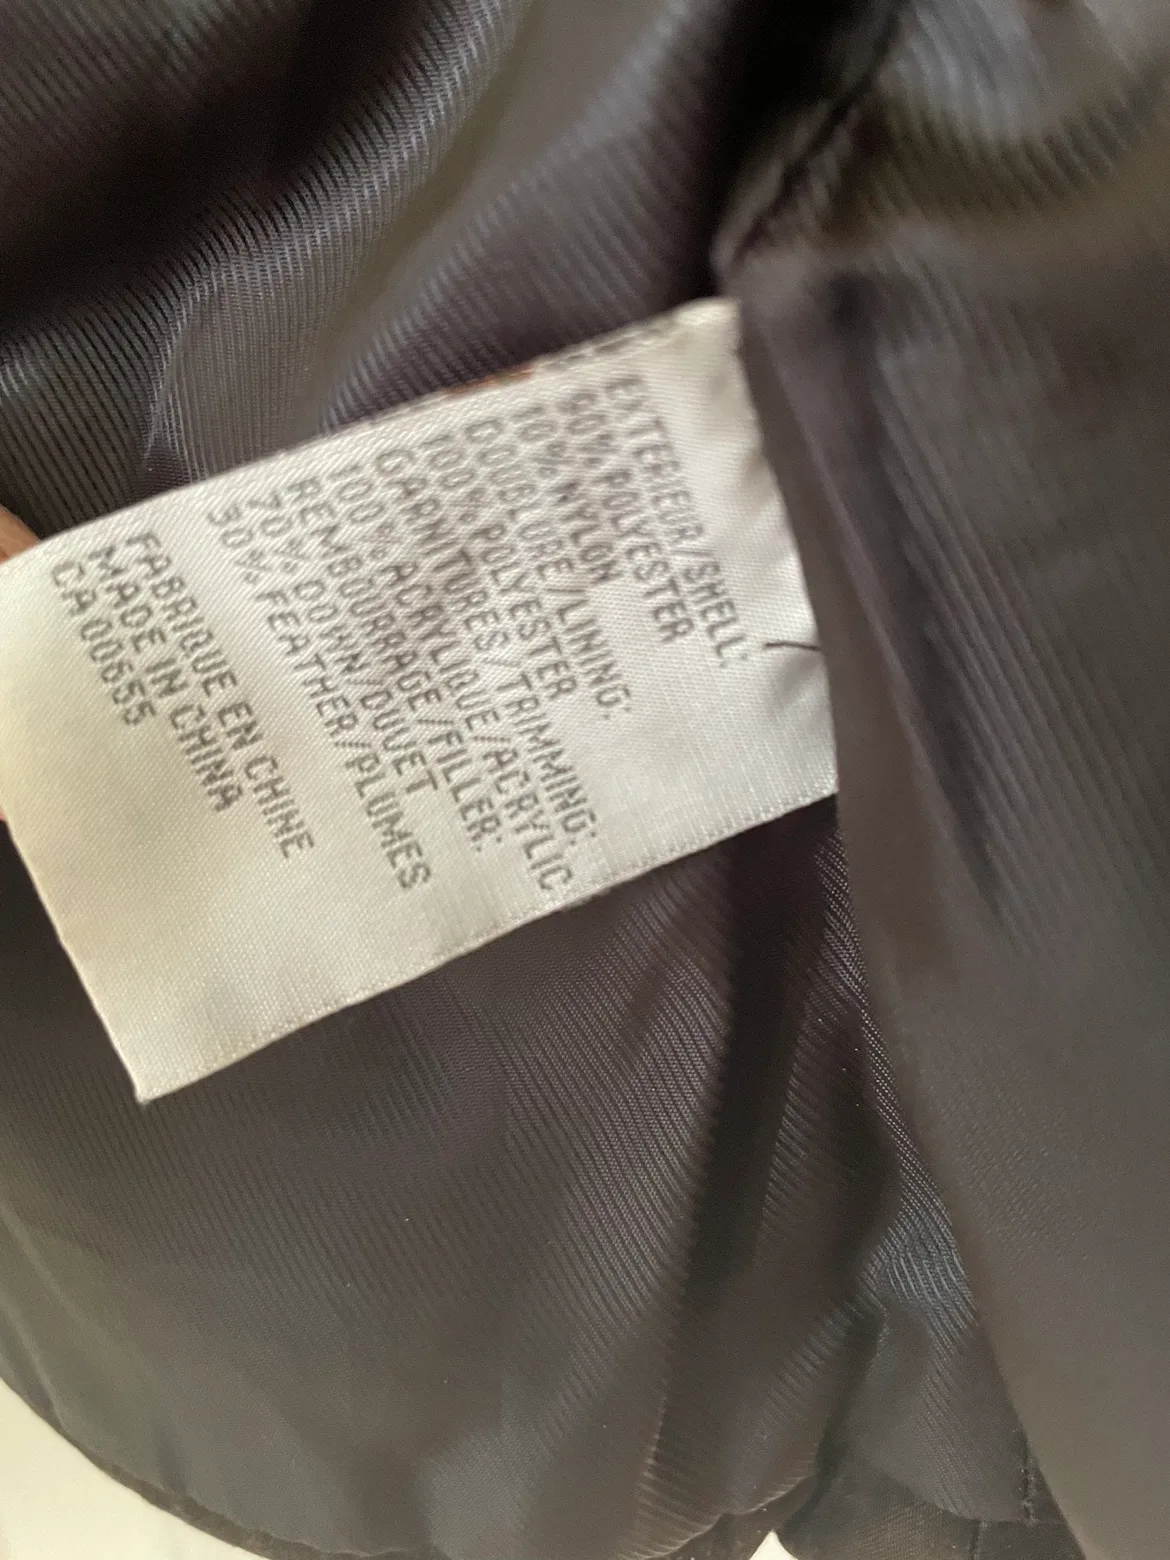 EXTERIEUR/SHELL:
90% POLYESTER
10% NYLON
DOUBLURE/LINING:
100% POLYESTER
GARNITURES/TRIMMING:
100% ACRYLIQUE/ACRYLIC
REMBOURRAGE/FILLER:
70% DOWN/DUVET
30% FEATHER/PLUMES
FABRIQUE EN CHINE
MADE IN CHINA
CA 00655